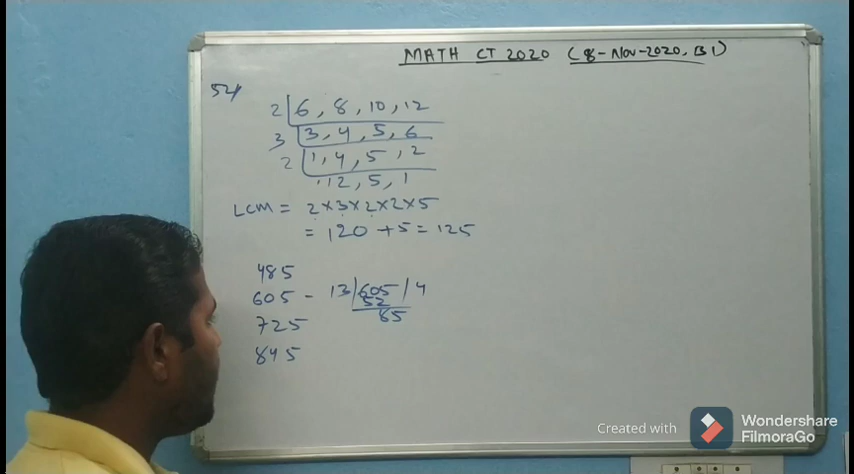 MATH CT 2020 (8-Nov-2020, B1)
54
2 | 6, 8, 10, 12
3 | 3, 4, 5, 6
2 | 1, 4, 5, 2
1, 2, 5, 1
LCM = 2×3×2×2×5
= 120 + 5 = 125
485
605 - 13 | 605 | 4
52
85
725
845
Created with Wondershare FilmoraGo